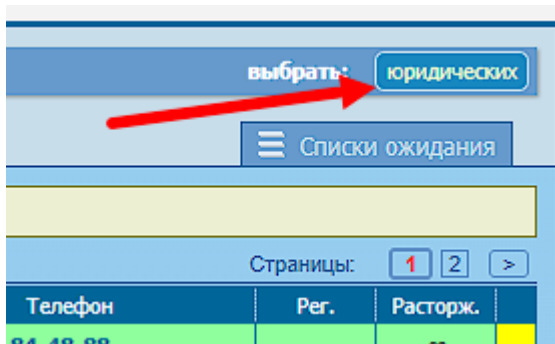 выбрать: юридических
Списки ожидания
Страницы: 1 2 >
Телефон Рег. Расторж.